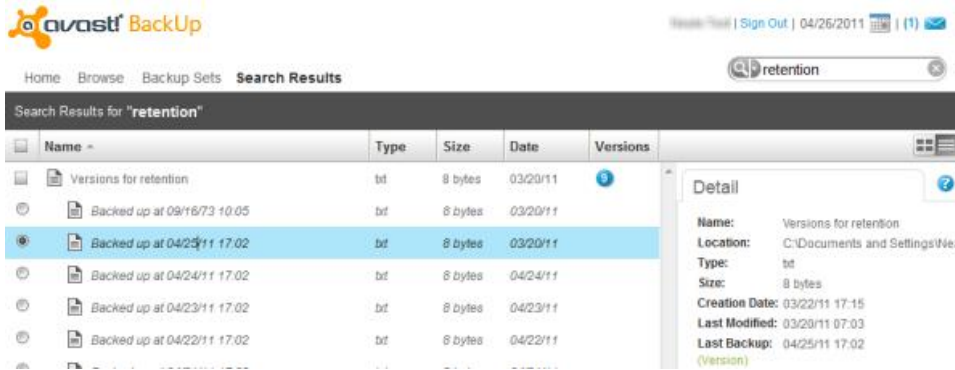 avast! BackUp
| Sign Out | 04/26/2011 | (1)
Home Browse Backup Sets Search Results
retention
Search Results for "retention"
Name Type Size Date Versions
Versions for retention txt 8 bytes 03/20/11 9
Backed up at 09/16/73 10:05 txt 8 bytes 03/20/11
Backed up at 04/25/11 17:02 txt 8 bytes 03/20/11
Backed up at 04/24/11 17:02 txt 8 bytes 04/24/11
Backed up at 04/23/11 17:02 txt 8 bytes 04/23/11
Backed up at 04/22/11 17:02 txt 8 bytes 04/22/11
Detail
?
Name: Versions for retention
Location: C:\Documents and Settings\Ne
Type: txt
Size: 8 bytes
Creation Date: 03/22/11 17:15
Last Modified: 03/20/11 07:03
Last Backup: 04/25/11 17:02
(Version)